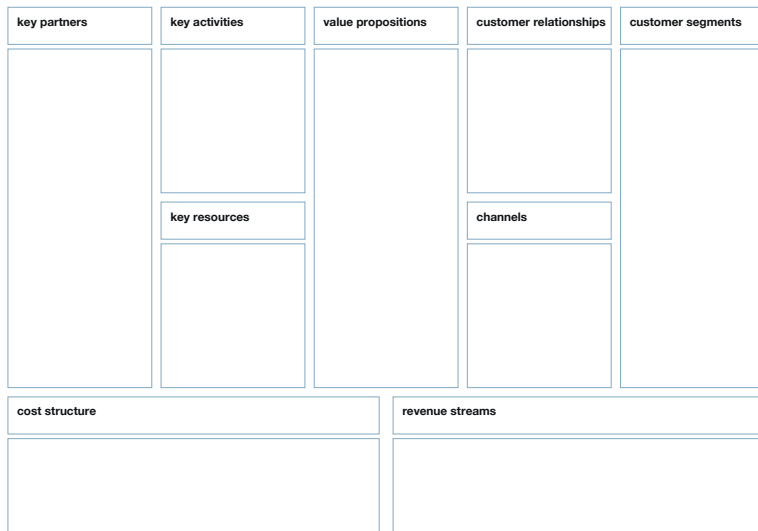 key partners
key activities
value propositions
customer relationships
customer segments
key resources
channels
cost structure
revenue streams